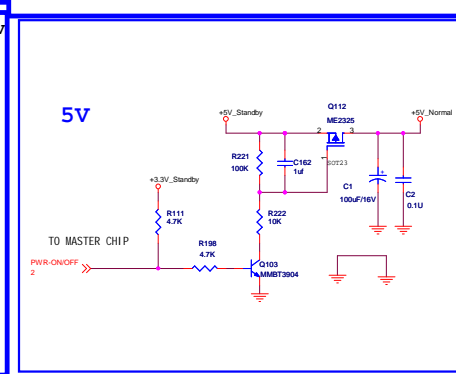 V
5V
+5V_Standby
Q112
ME2325
+5V_Normal
2
3
1
SOT23
R221
100K
C162
1uf
+3.3V_Standby
C1
100uF/16V
+
C2
0.1U
R111
4.7K
R222
10K
TO MASTER CHIP
R198
4.7K
PWR-ON/OFF
2
Q103
MMBT3904